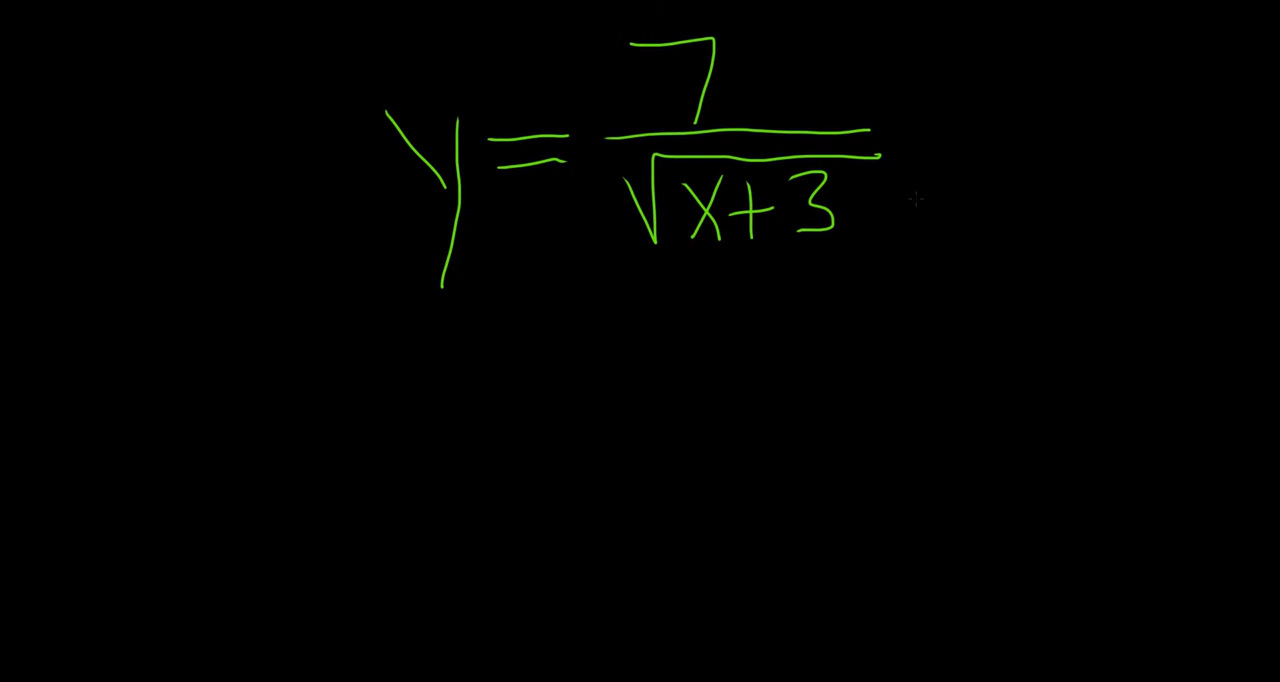 y = 7/√(x+3)